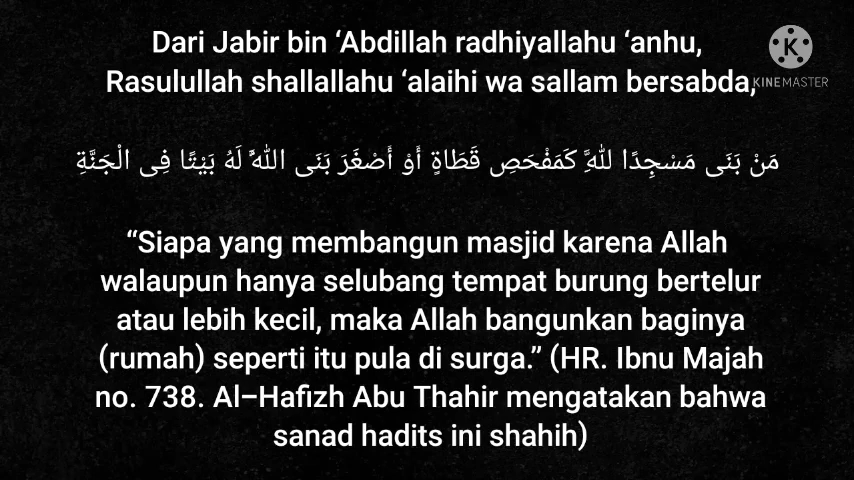 Dari Jabir bin ‘Abdillah radhiyallahu ‘anhu,
Rasulullah shallallahu ‘alaihi wa sallam bersabda,
KINEMASTER
مَنْ بَنَى مَسْجِدًا لِلَّهِ كَمَفْحَصِ قَطَاةٍ أَوْ أَصْغَرَ بَنَى اللَّهُ لَهُ بَيْتًا فِى الْجَنَّةِ
“Siapa yang membangun masjid karena Allah
walaupun hanya selubang tempat burung bertelur
atau lebih kecil, maka Allah bangunkan baginya
(rumah) seperti itu pula di surga.” (HR. Ibnu Majah
no. 738. Al–Hafizh Abu Thahir mengatakan bahwa
sanad hadits ini shahih)